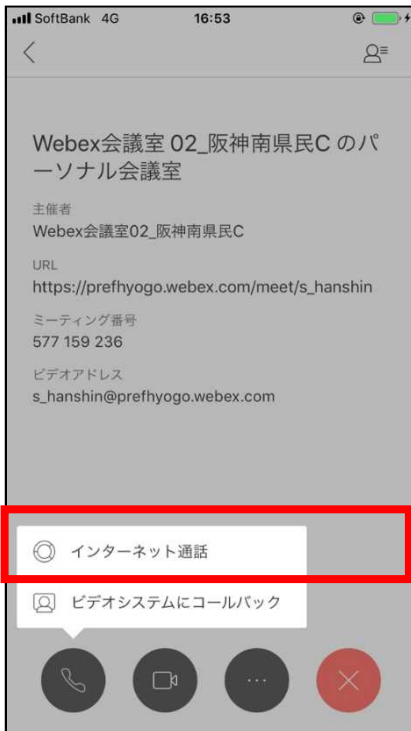 SoftBank 4G 16:53
Webex会議室 02_阪神南県民C のパ
ーソナル会議室
主催者
Webex会議室02_阪神南県民C
URL
https://prefhyogo.webex.com/meet/s_hanshin
ミーティング番号
577 159 236
ビデオアドレス
s_hanshin@prefhyogo.webex.com
インターネット通話
ビデオシステムにコールバック